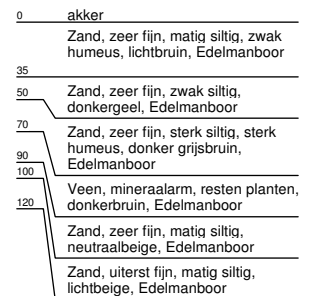 0 akker
Zand, zeer fijn, matig siltig, zwak
humeus, lichtbruin, Edelmanboor
35
50 Zand, zeer fijn, zwak siltig,
donkergeel, Edelmanboor
70 Zand, zeer fijn, sterk siltig, sterk
humeus, donker grijsbruin,
90 Edelmanboor
100 Veen, mineraalarm, resten planten,
120 donkerbruin, Edelmanboor
Zand, zeer fijn, matig siltig,
neutraalbeige, Edelmanboor
Zand, uiterst fijn, matig siltig,
lichtbeige, Edelmanboor